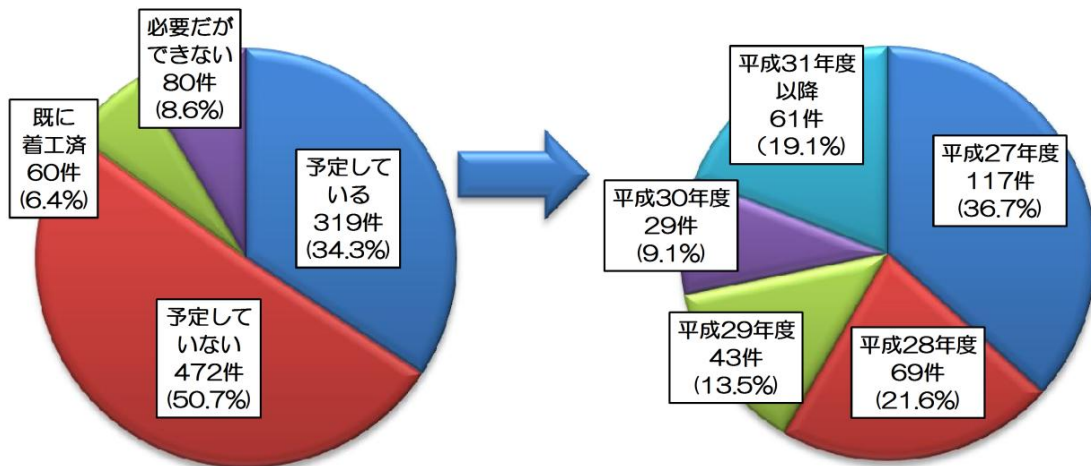 必要だが
できない
80件
(8.6%)
既に
着工済
60件
(6.4%)
予定して
いる
319件
(34.3%)
予定して
いない
472件
(50.7%)
平成31年度
以降
61件
（19.1%)
平成27年度
117件
(36.7%)
平成30年度
29件
(9.1%)
平成29年度
43件
(13.5%)
平成28年度
69件
(21.6%)